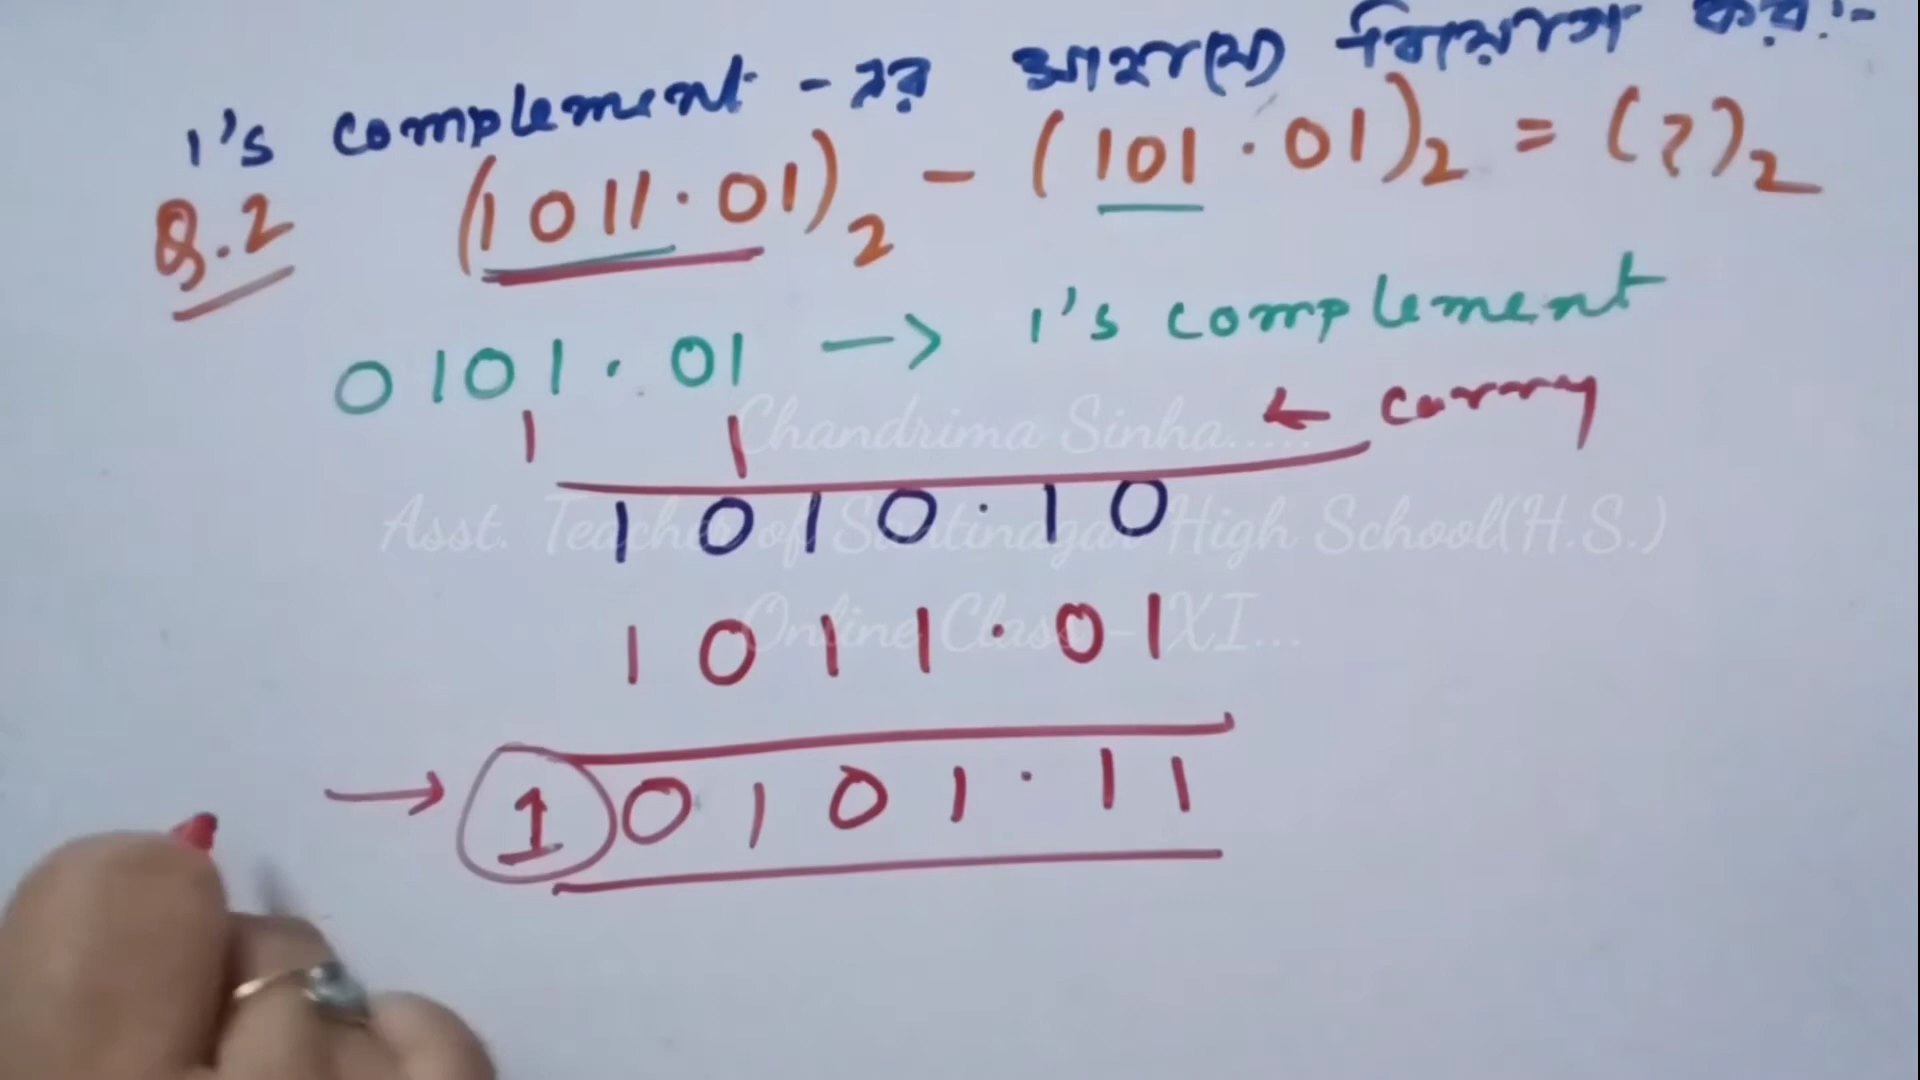 1's complement -এর সাহায্যে বিয়োগ কর :-
Q.2 (1011.01)2 - (101.01)2 = (?)2
0101.01 -> 1's complement
1 1 ← carry
Chandrima Sinha.....
1010.10
Asst. Teacher of Santinagar High School(H.S.)
1011.01
Online Class - XI...
→ 1 0101.11